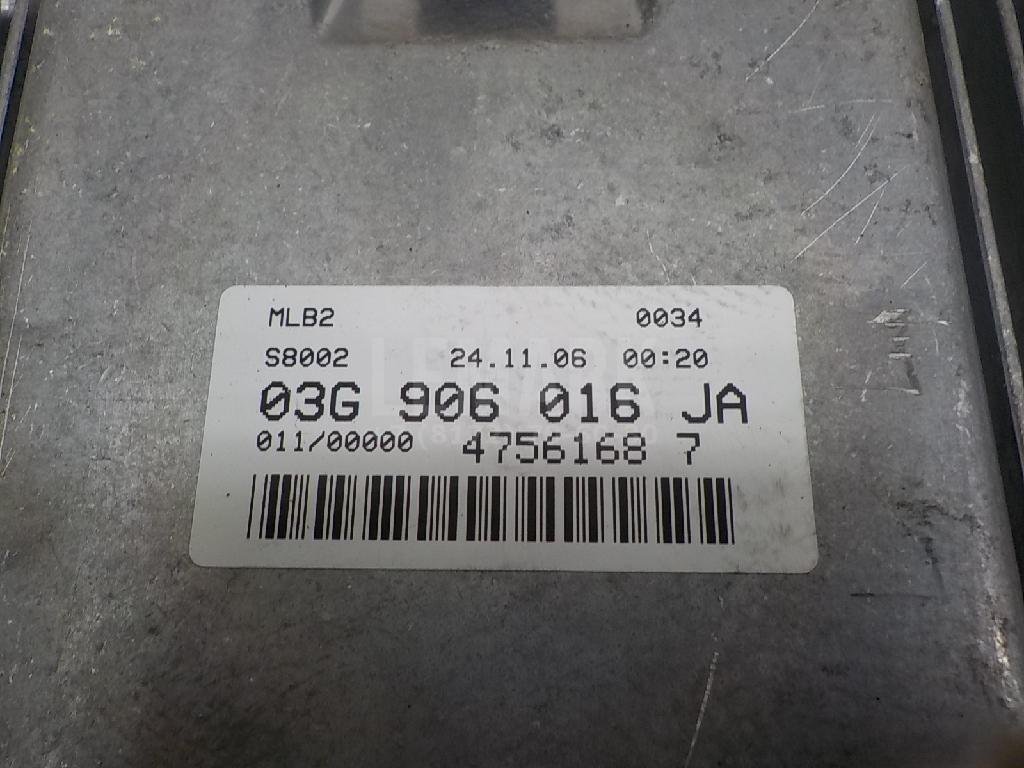 MLB2 0034
S8002 24.11.06 00:20
03G 906 016 JA
011/00000 4756168 7